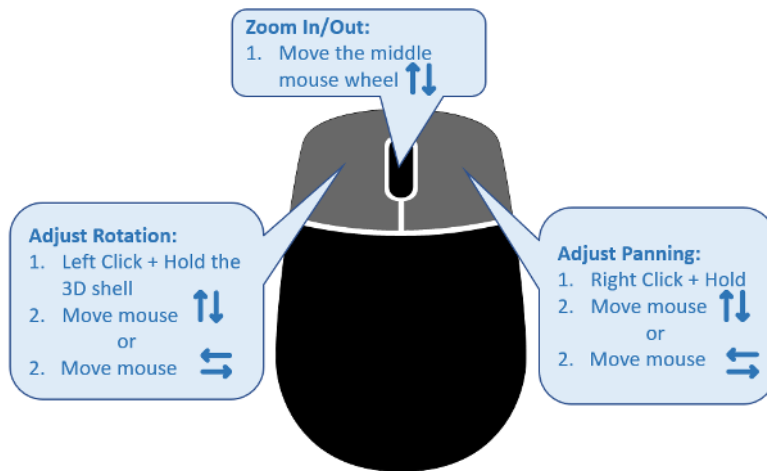 Zoom In/Out:
1. Move the middle
mouse wheel
Adjust Rotation:
1. Left Click + Hold the
3D shell
2. Move mouse
or
2. Move mouse
Adjust Panning:
1. Right Click + Hold
2. Move mouse
or
2. Move mouse